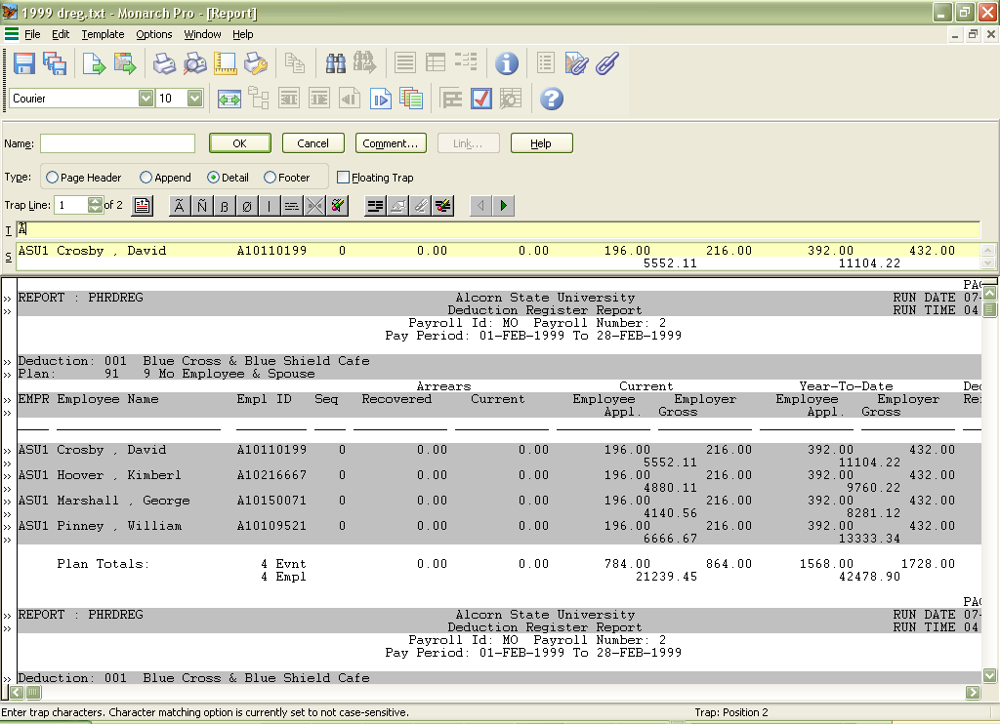 1999 dreg.txt - Monarch Pro - [Report]
File Edit Template Options Window Help
Courier 10
Name: OK Cancel Comment... Link... Help
Type: Page Header Append Detail Footer Floating Trap
Trap Line: 1 of 2 Ã Ñ ß Ø |
T Ã
S ASU1 Crosby , David A10110199 0 0.00 0.00 196.00 216.00 392.00 432.00
5552.11 11104.22
PAG
» REPORT : PHRDREG Alcorn State University RUN DATE 07-
» Deduction Register Report RUN TIME 04
Payroll Id: MO Payroll Number: 2
Pay Period: 01-FEB-1999 To 28-FEB-1999
» Deduction: 001 Blue Cross & Blue Shield Cafe
» Plan: 91 9 Mo Employee & Spouse
Arrears Current Year-To-Date Dec
» EMPR Employee Name Empl ID Seq Recovered Current Employee Employer Employee Employer Re
» Appl. Gross Appl. Gross
» ASU1 Crosby , David A10110199 0 0.00 0.00 196.00 216.00 392.00 432.00
» 5552.11 11104.22
» ASU1 Hoover , Kimberl A10216667 0 0.00 0.00 196.00 216.00 392.00 432.00
» 4880.11 9760.22
» ASU1 Marshall , George A10150071 0 0.00 0.00 196.00 216.00 392.00 432.00
» 4140.56 8281.12
» ASU1 Pinney , William A10109521 0 0.00 0.00 196.00 216.00 392.00 432.00
» 6666.67 13333.34
Plan Totals: 4 Evnt 0.00 0.00 784.00 864.00 1568.00 1728.00
4 Empl 21239.45 42478.90
PAG
» REPORT : PHRDREG Alcorn State University RUN DATE 07-
» Deduction Register Report RUN TIME 04
Payroll Id: MO Payroll Number: 2
Pay Period: 01-FEB-1999 To 28-FEB-1999
» Deduction: 001 Blue Cross & Blue Shield Cafe
Enter trap characters. Character matching option is currently set to not case-sensitive. Trap: Position 2